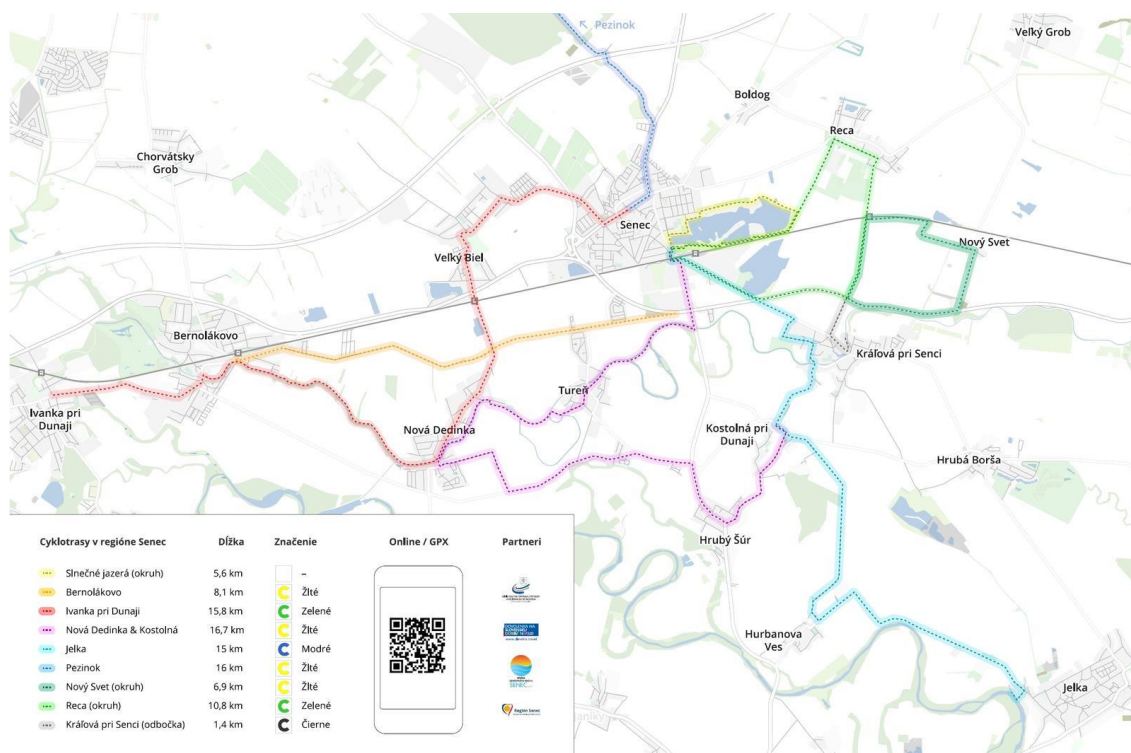 Pezinok
Veľký Grob
Boldog
Reca
Chorvátsky
Grob
Senec
Nový Svet
Veľký Biel
Bernolákovo
Kráľová pri Senci
Ivanka pri
Dunaji
Tureň
Nová Dedinka
Kostolná pri
Dunaji
Hrubá Borša
Hrubý Šúr
Hurbanova
Ves
Jelka
Cyklotrasy v regióne Senec Dĺžka Značenie Online / GPX Partneri
Slnečné jazerá (okruh) 5,6 km –
Bernolákovo 8,1 km Žlté
Ivanka pri Dunaji 15,8 km Zelené
Nová Dedinka & Kostolná 16,7 km Žlté
Jelka 15 km Modré
Pezinok 16 km Žlté
Nový Svet (okruh) 6,9 km Žlté
Reca (okruh) 10,8 km Zelené
Kráľová pri Senci (odbočka) 1,4 km Čierne
SENEC
Región Senec